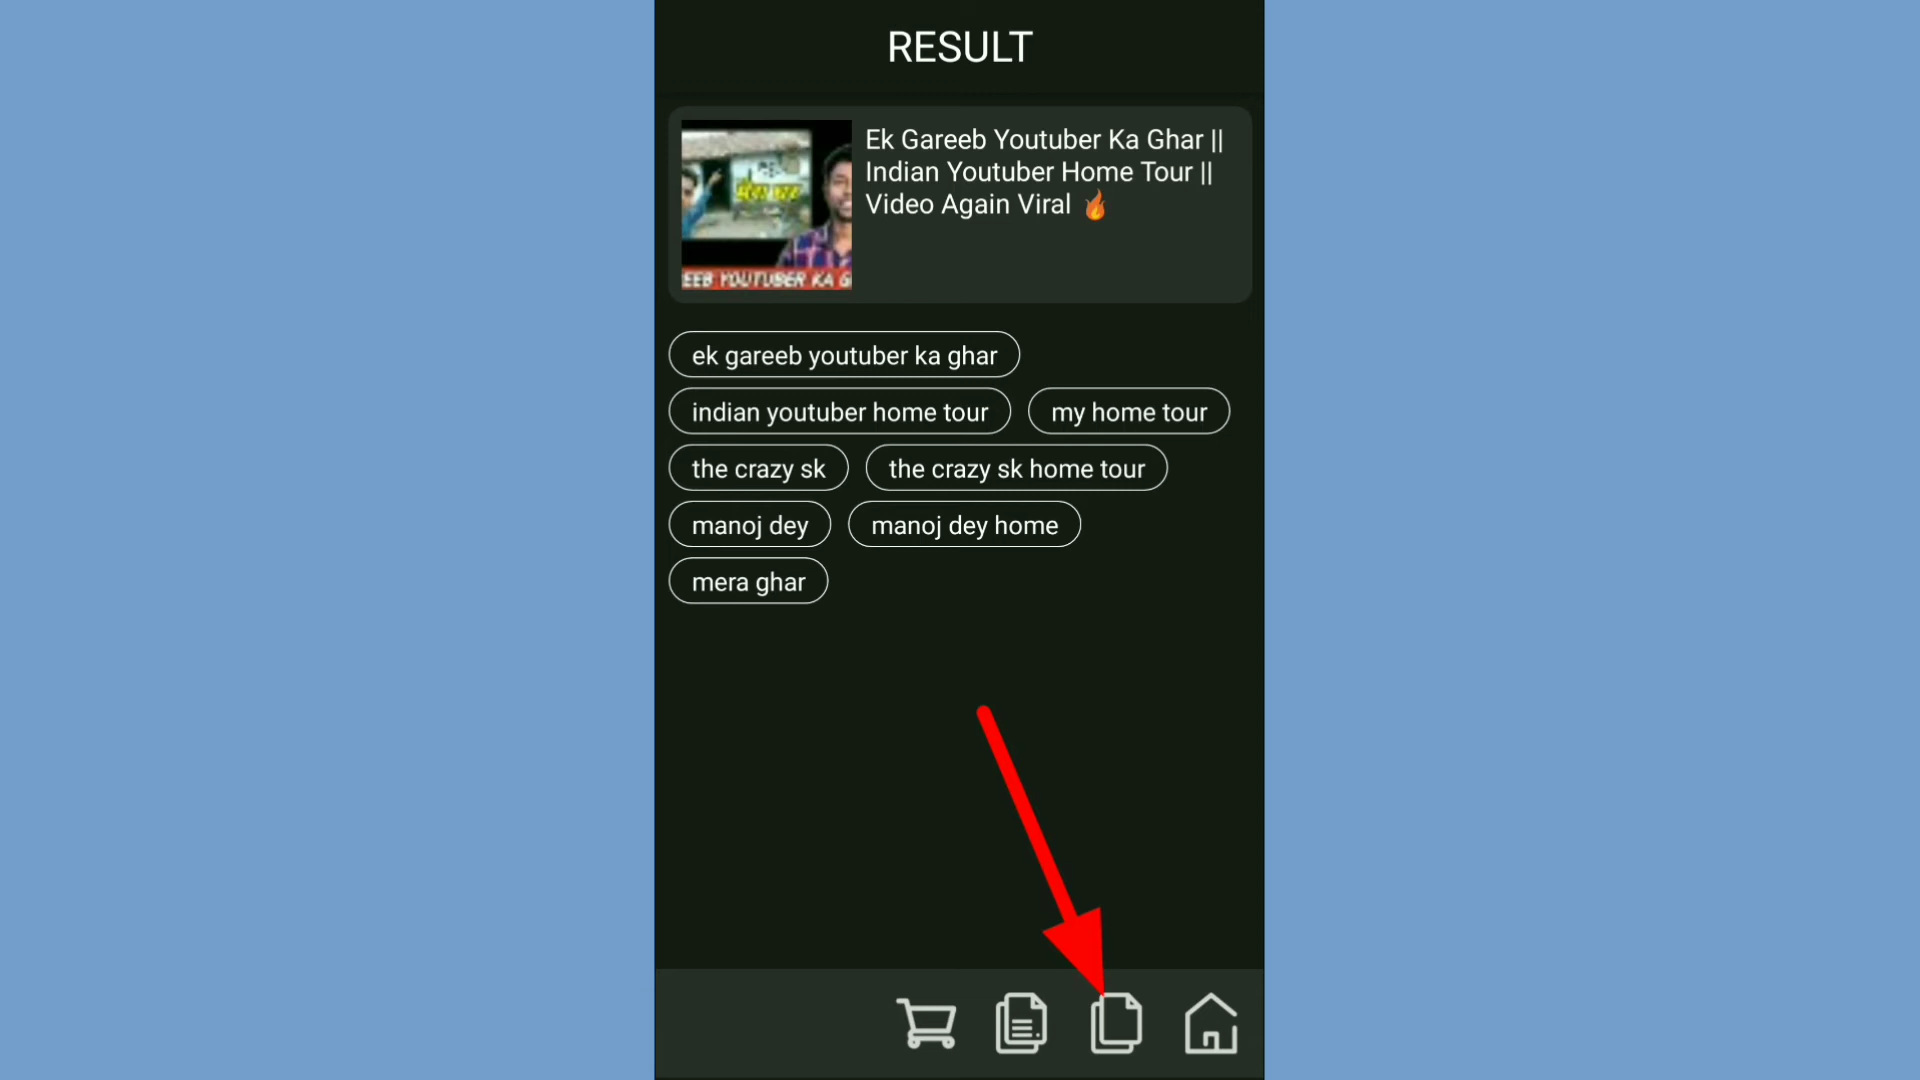 RESULT
Ek Gareeb Youtuber Ka Ghar ||
Indian Youtuber Home Tour ||
Video Again Viral 🔥
EEB YOUTUBER KA G
ek gareeb youtuber ka ghar
indian youtuber home tour
my home tour
the crazy sk
the crazy sk home tour
manoj dey
manoj dey home
mera ghar